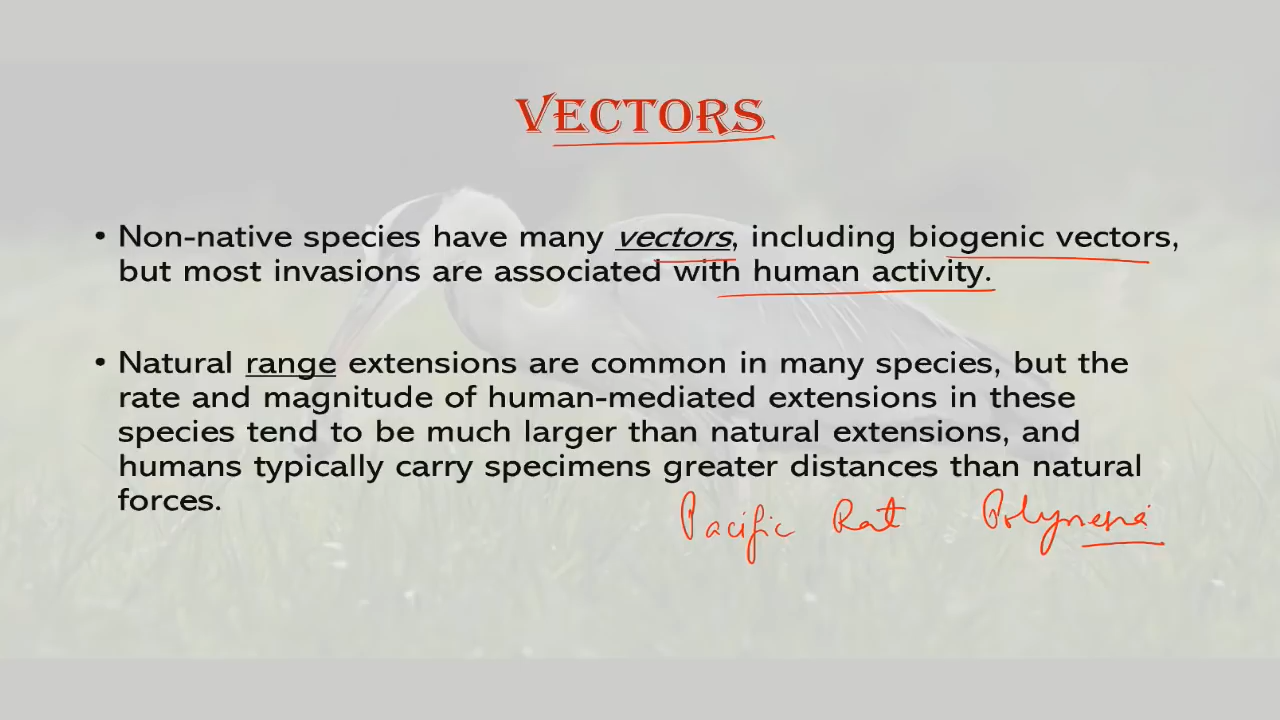 VECTORS
• Non-native species have many vectors, including biogenic vectors,
but most invasions are associated with human activity.
• Natural range extensions are common in many species, but the
rate and magnitude of human-mediated extensions in these
species tend to be much larger than natural extensions, and
humans typically carry specimens greater distances than natural
forces.
Pacific Rat Polynesia